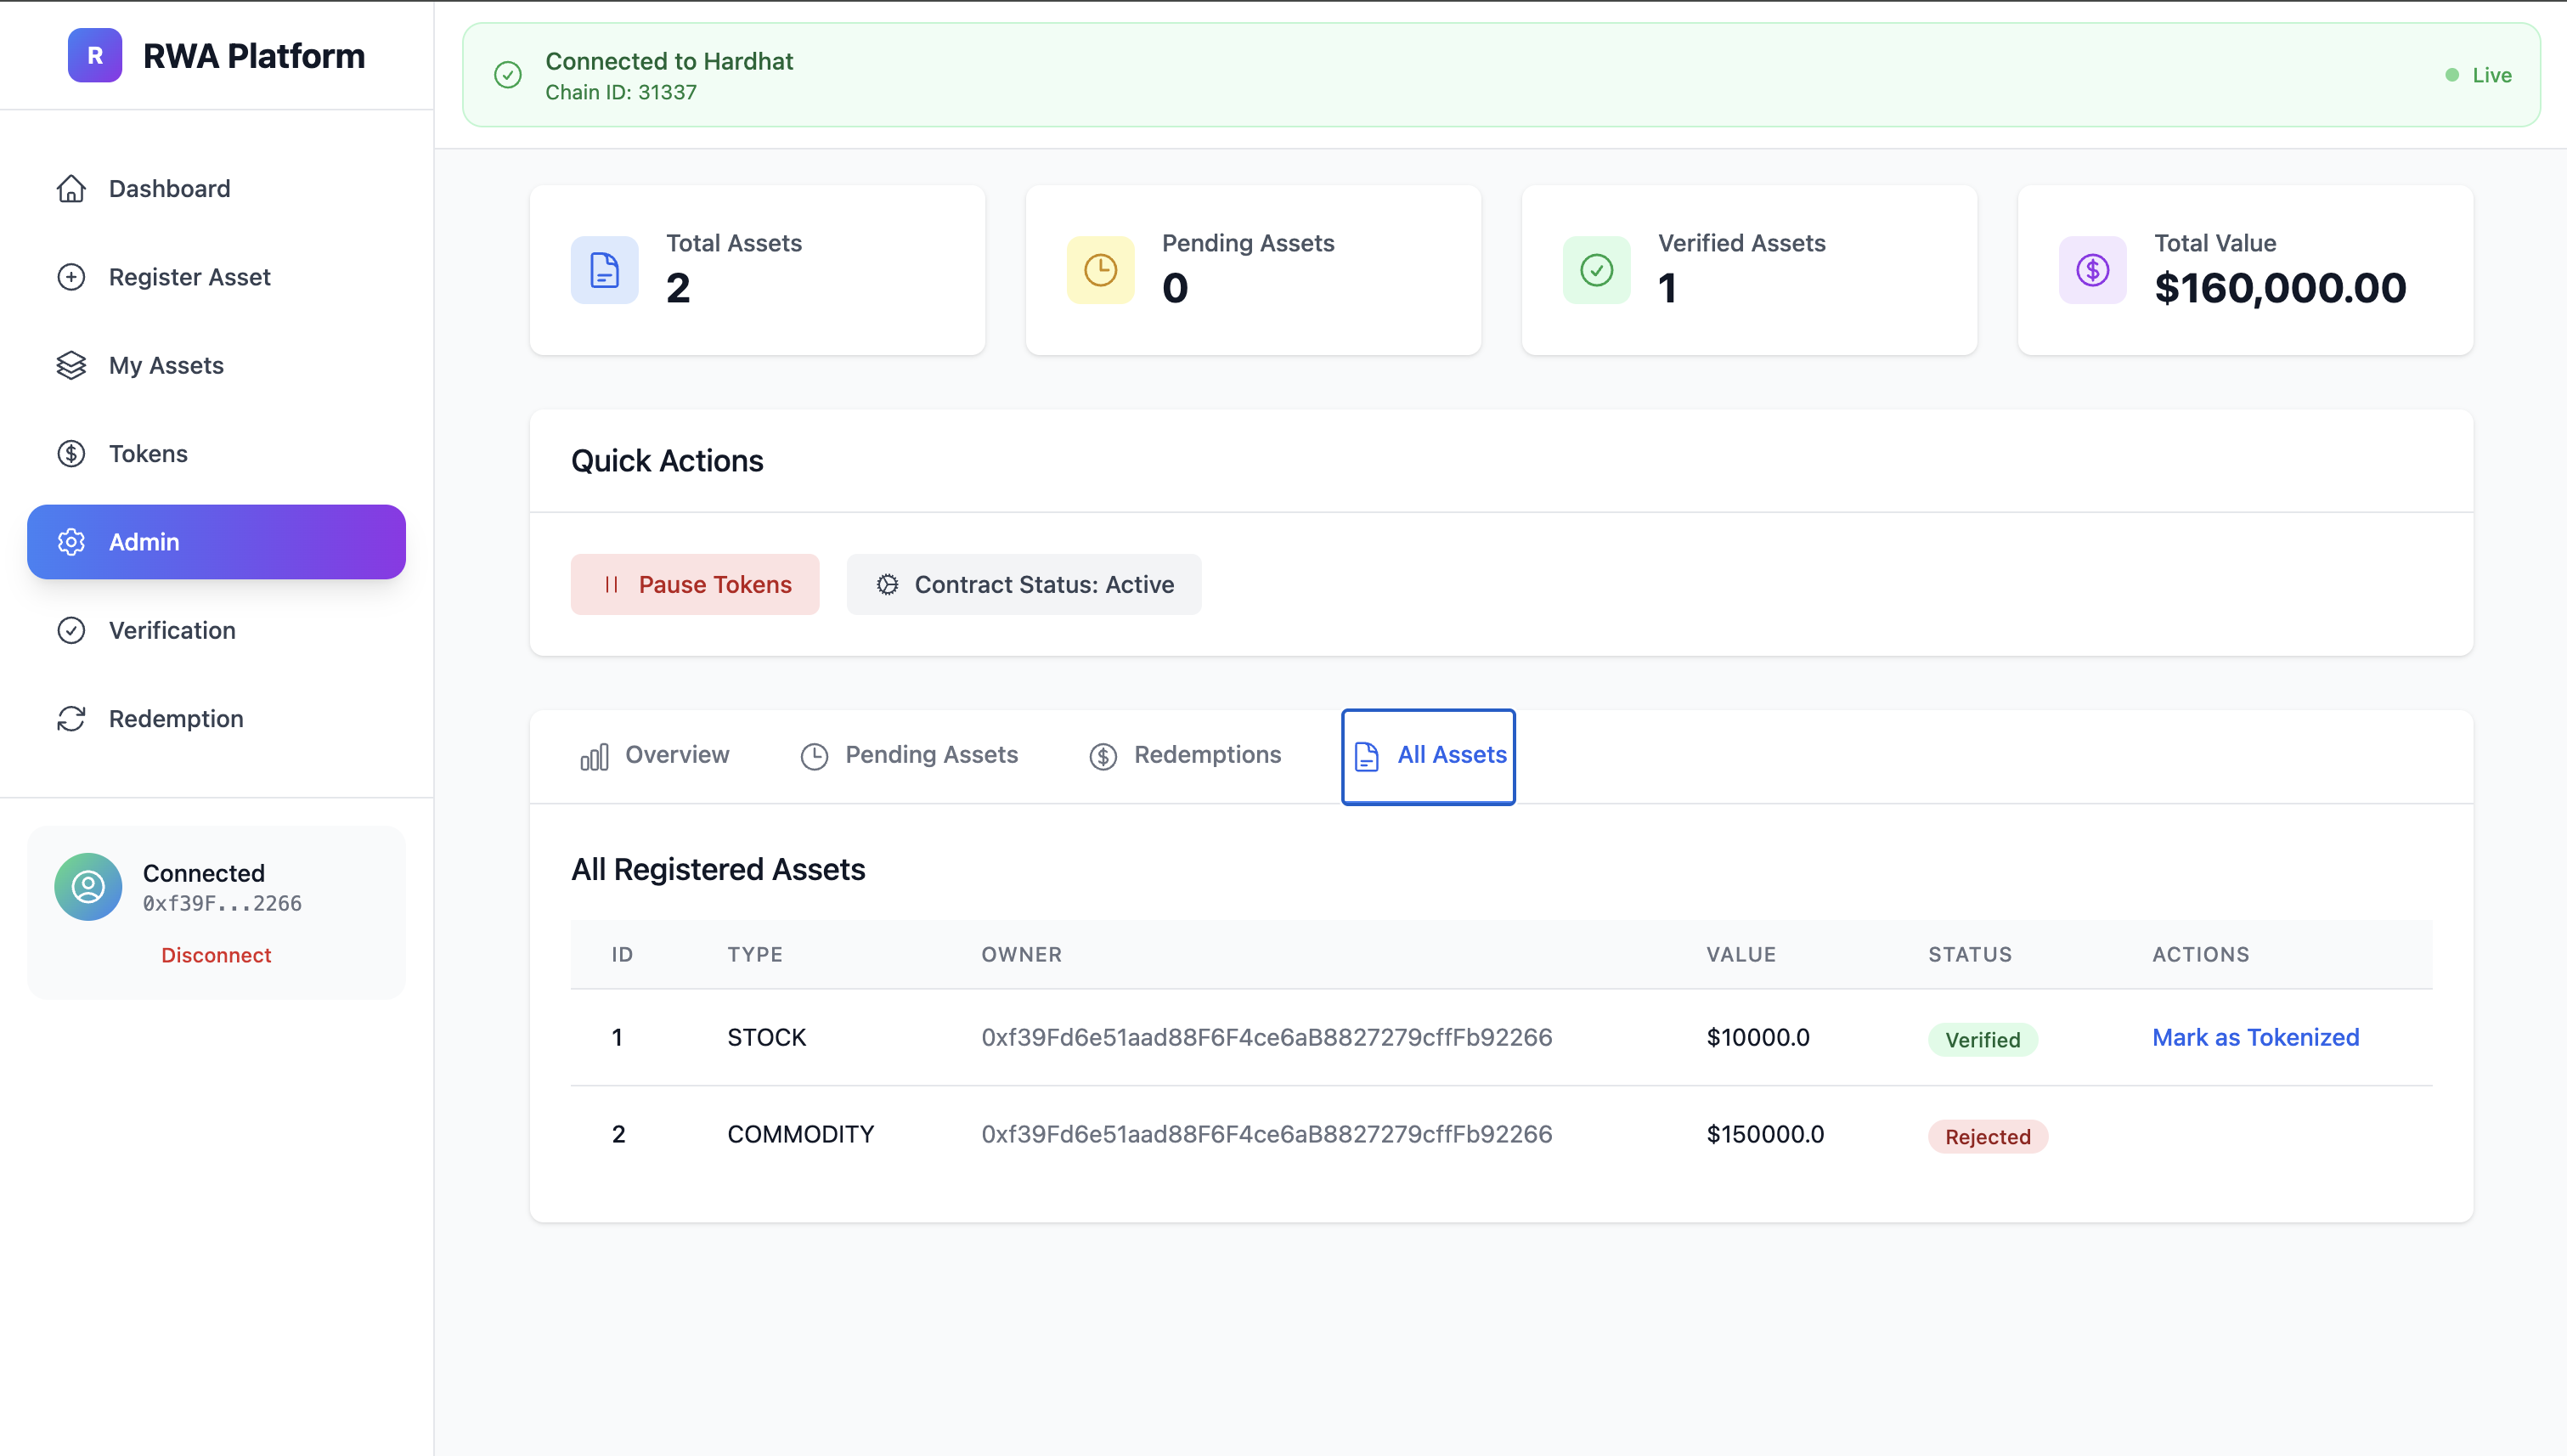 R
RWA Platform
Dashboard
Register Asset
My Assets
Tokens
Admin
Verification
Redemption
Connected
0xf39F...2266
Disconnect
Connected to Hardhat
Chain ID: 31337
Live
Total Assets
2
Pending Assets
0
Verified Assets
1
Total Value
$160,000.00
Quick Actions
Pause Tokens
Contract Status: Active
Overview
Pending Assets
Redemptions
All Assets
All Registered Assets
ID TYPE OWNER VALUE STATUS ACTIONS
1 STOCK 0xf39Fd6e51aad88F6F4ce6aB8827279cffFb92266 $10000.0 Verified Mark as Tokenized
2 COMMODITY 0xf39Fd6e51aad88F6F4ce6aB8827279cffFb92266 $150000.0 Rejected